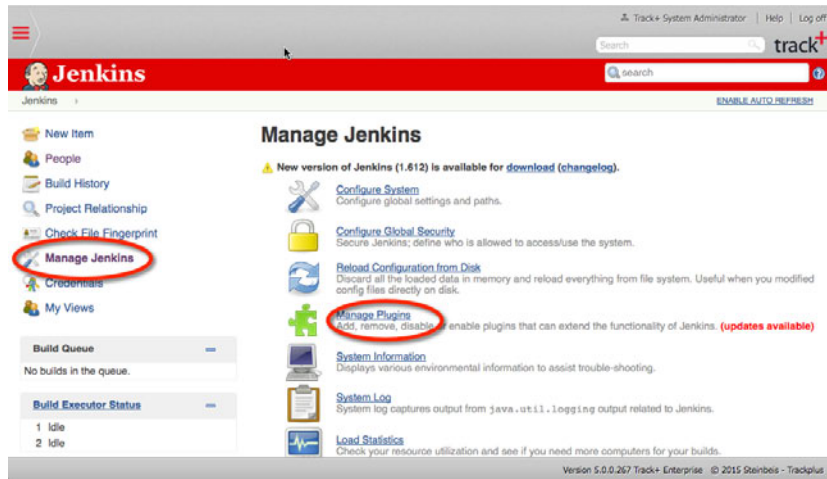 Track+ System Administrator | Help | Log off
Search
track+
Jenkins
search
Jenkins
ENABLE AUTO REFRESH
New Item
People
Build History
Project Relationship
Check File Fingerprint
Manage Jenkins
Credentials
My Views
Build Queue
No builds in the queue.
Build Executor Status
1 Idle
2 Idle
Manage Jenkins
New version of Jenkins (1.612) is available for download (changelog).
Configure System
Configure global settings and paths.
Configure Global Security
Secure Jenkins; define who is allowed to access/use the system.
Reload Configuration from Disk
Discard all the loaded data in memory and reload everything from file system. Useful when you modified
config files directly on disk.
Manage Plugins
Add, remove, disable or enable plugins that can extend the functionality of Jenkins. (updates available)
System Information
Displays various environmental information to assist trouble-shooting.
System Log
System log captures output from java.util.logging output related to Jenkins.
Load Statistics
Check your resource utilization and see if you need more computers for your builds.
Version 5.0.0.267 Track+ Enterprise © 2015 Steinbeis - Trackplus